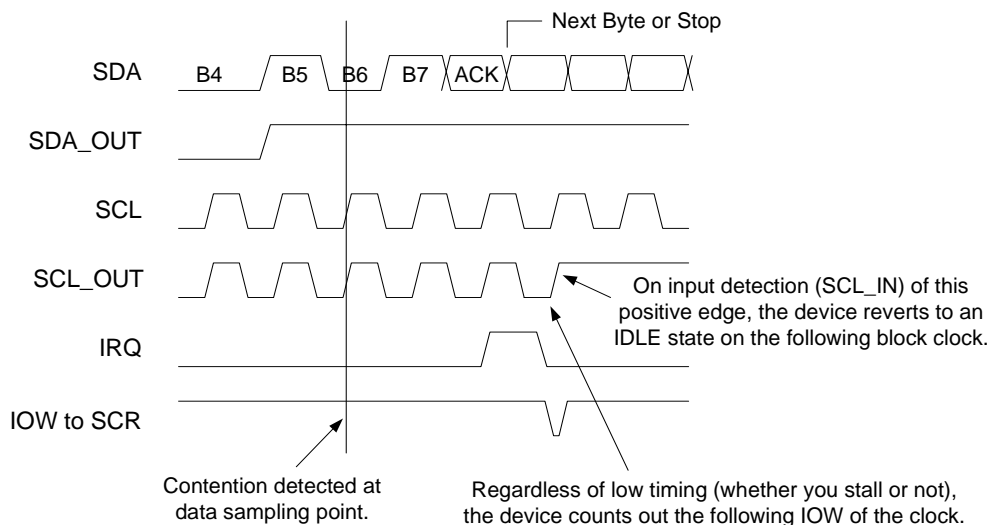 Next Byte or Stop
SDA B4 B5 B6 B7 ACK
SDA_OUT
SCL
SCL_OUT
On input detection (SCL_IN) of this
positive edge, the device reverts to an
IDLE state on the following block clock.
IRQ
IOW to SCR
Contention detected at
data sampling point.
Regardless of low timing (whether you stall or not),
the device counts out the following IOW of the clock.